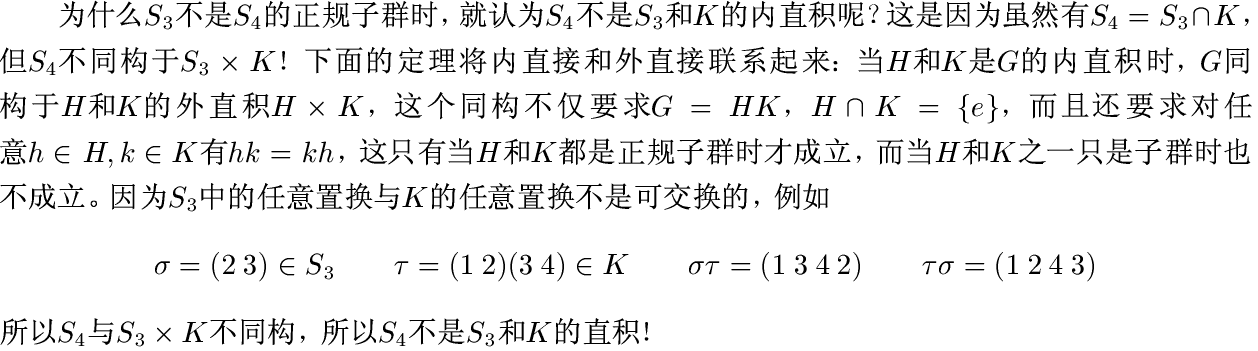 为什么S₃不是S₄的正规子群时，就认为S₄不是S₃和K的内直积呢？这是因为虽然有S₄ = S₃ ∩ K，
但S₄不同构于S₃ × K！下面的定理将内直接和外直接联系起来：当H和K是G的内直积时，G同
构于H和K的外直积H × K，这个同构不仅要求G = HK，H ∩ K = {e}，而且还要求对任
意h ∈ H, k ∈ K有hk = kh，这只有当H和K都是正规子群时才成立，而当H和K之一只是子群时也
不成立。因为S₃中的任意置换与K的任意置换不是可交换的，例如
σ = (2 3) ∈ S₃ τ = (1 2)(3 4) ∈ K στ = (1 3 4 2) τσ = (1 2 4 3)
所以S₄与S₃ × K不同构，所以S₄不是S₃和K的直积！